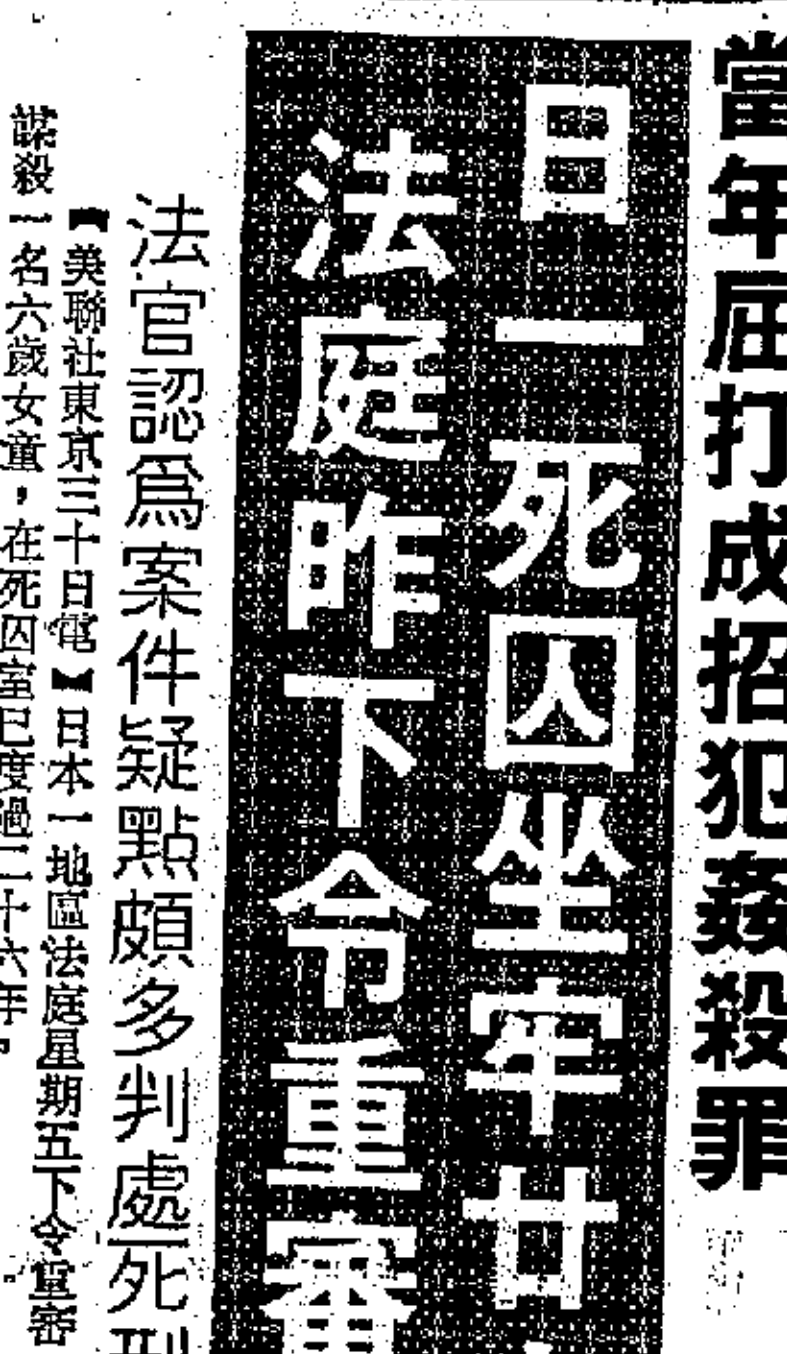 當年屈打成招犯姦殺罪
日一死囚坐牢廿
法庭昨下令重審
法官認爲案件疑點頗多判處死刑
【美聯社東京三十日電】日本一地區法庭星期五下令重審
謀殺一名六歲女童，在死囚室已度過二十六年，